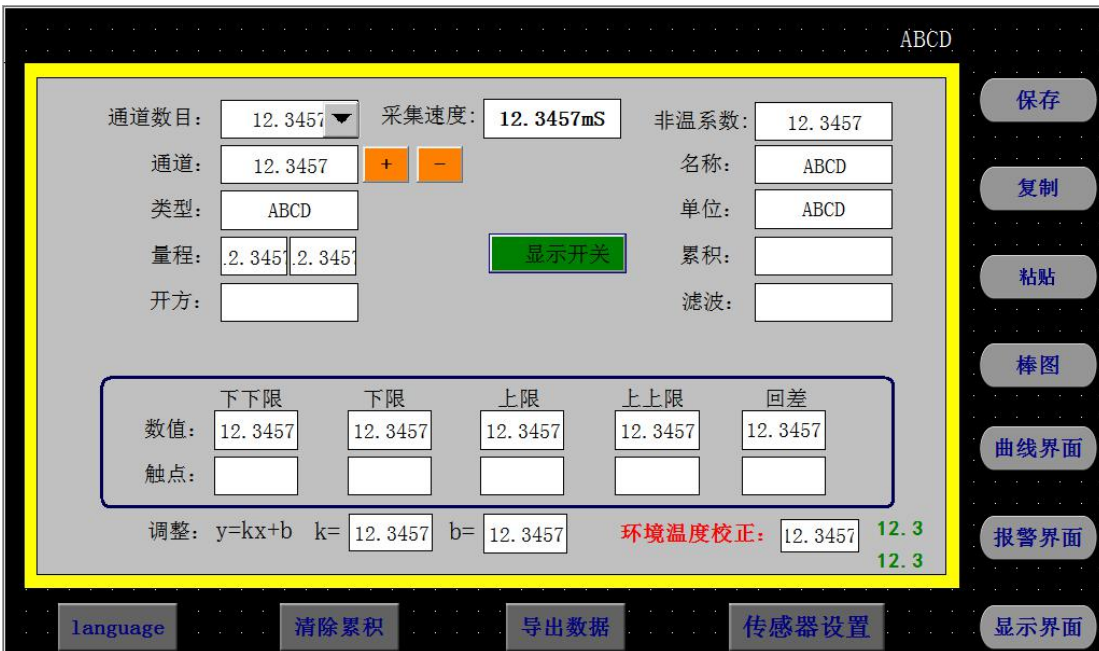 ABCD
通道数目: 12.3457 采集速度: 12.3457mS 非温系数: 12.3457
保存
通道: 12.3457 + - 名称: ABCD
类型: ABCD 单位: ABCD
复制
量程: .2.3457 .2.3457 显示开关 累积:
粘贴
开方: 滤波:
棒图
下下限 下限 上限 上上限 回差
数值: 12.3457 12.3457 12.3457 12.3457 12.3457
曲线界面
触点:
调整: y=kx+b k= 12.3457 b= 12.3457 环境温度校正: 12.3457 12.3
报警界面
12.3
language 清除累积 导出数据 传感器设置 显示界面